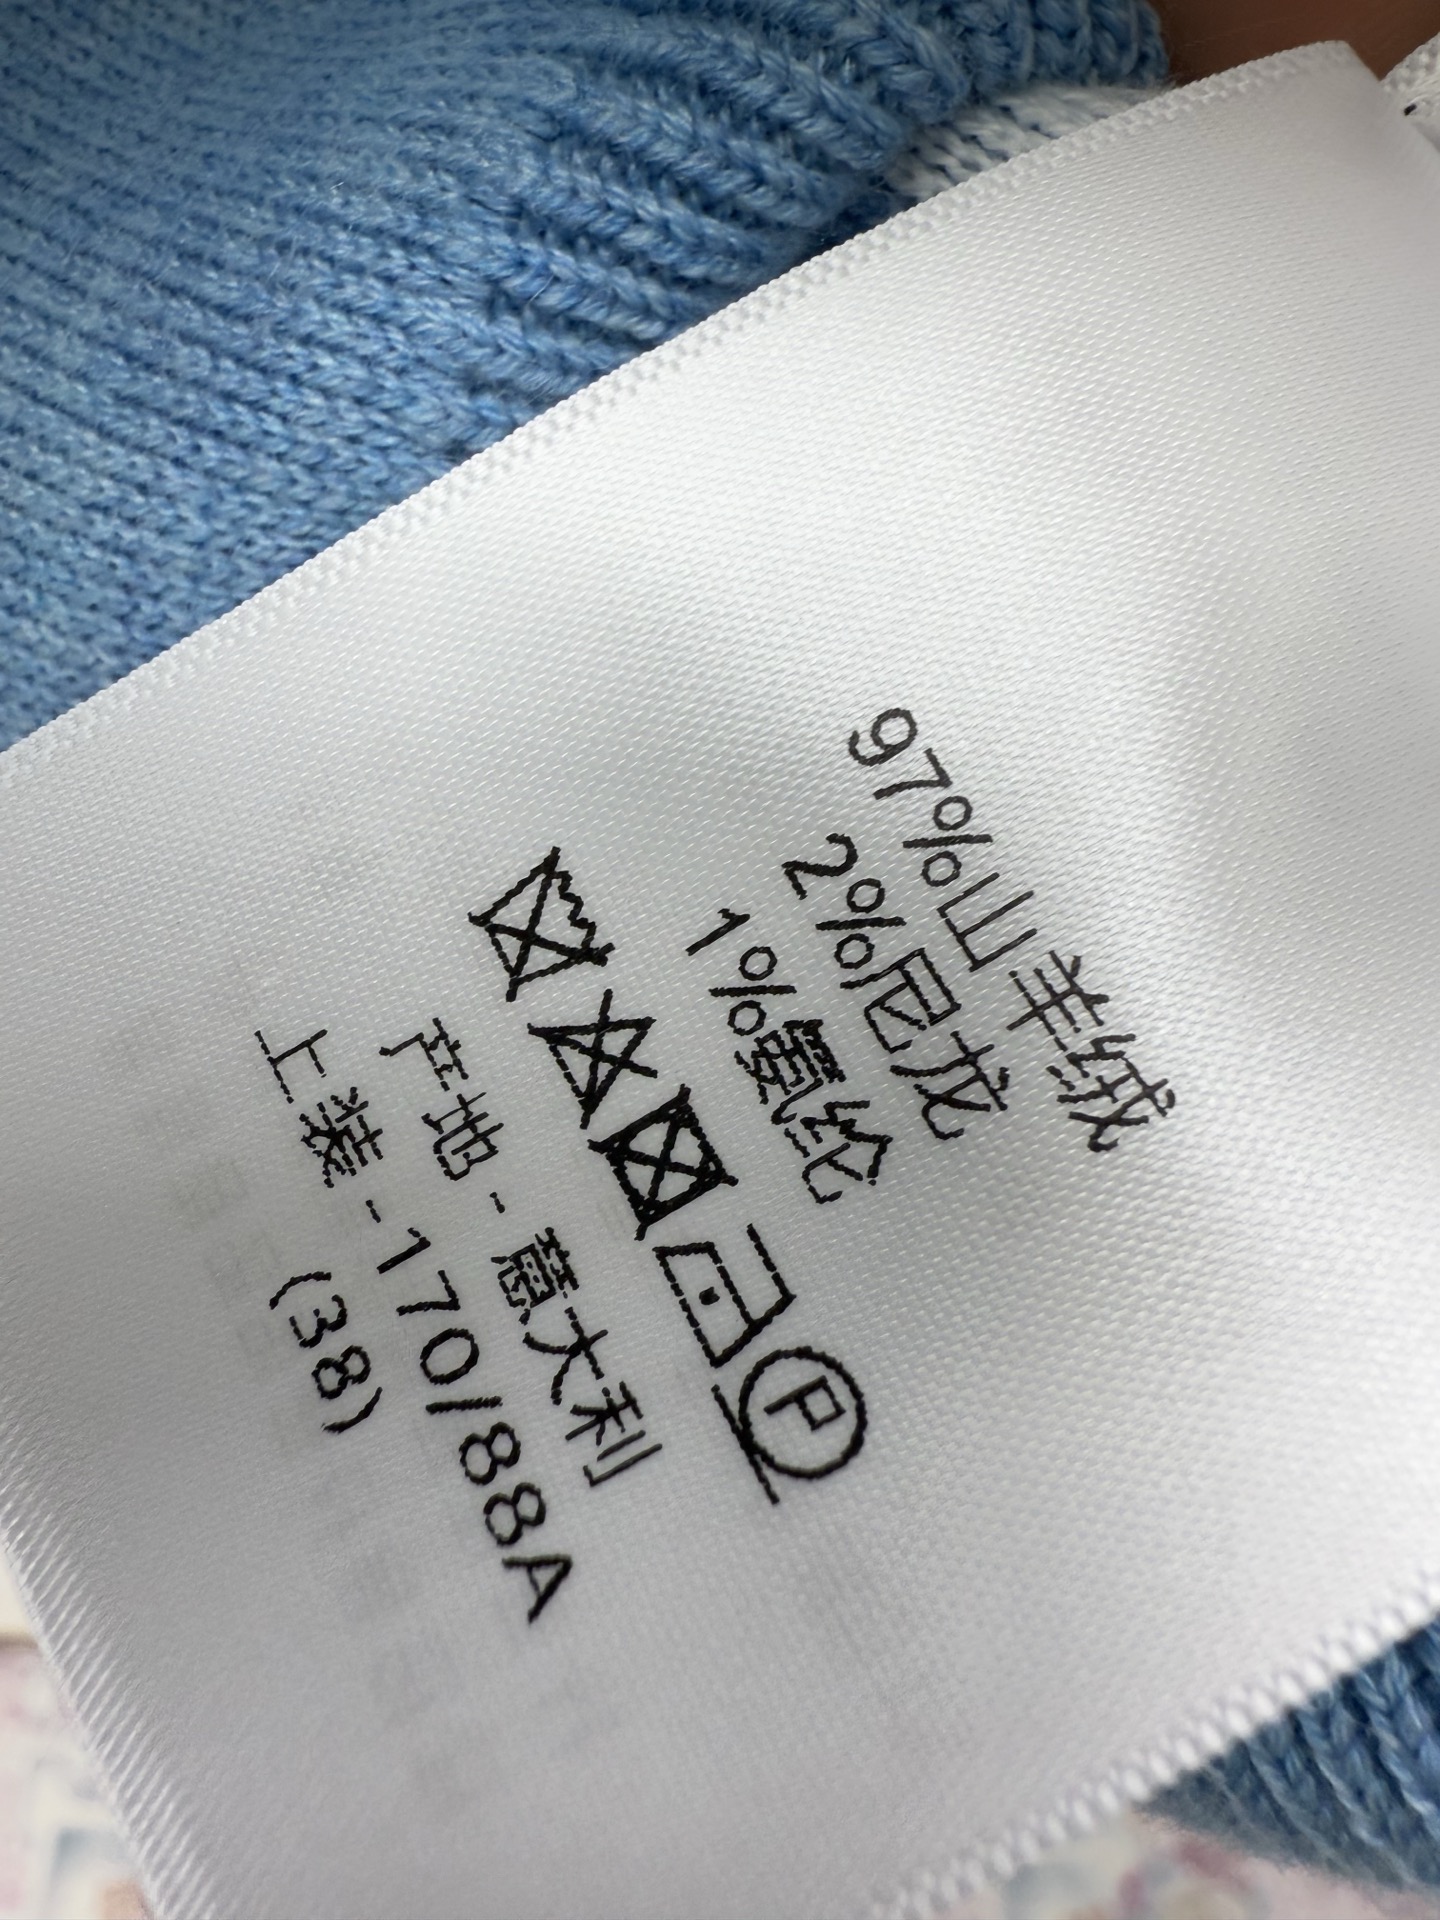 97%山羊绒
2%尼龙
1%氨纶
P
产地-意大利
上装-170/88A
(38)